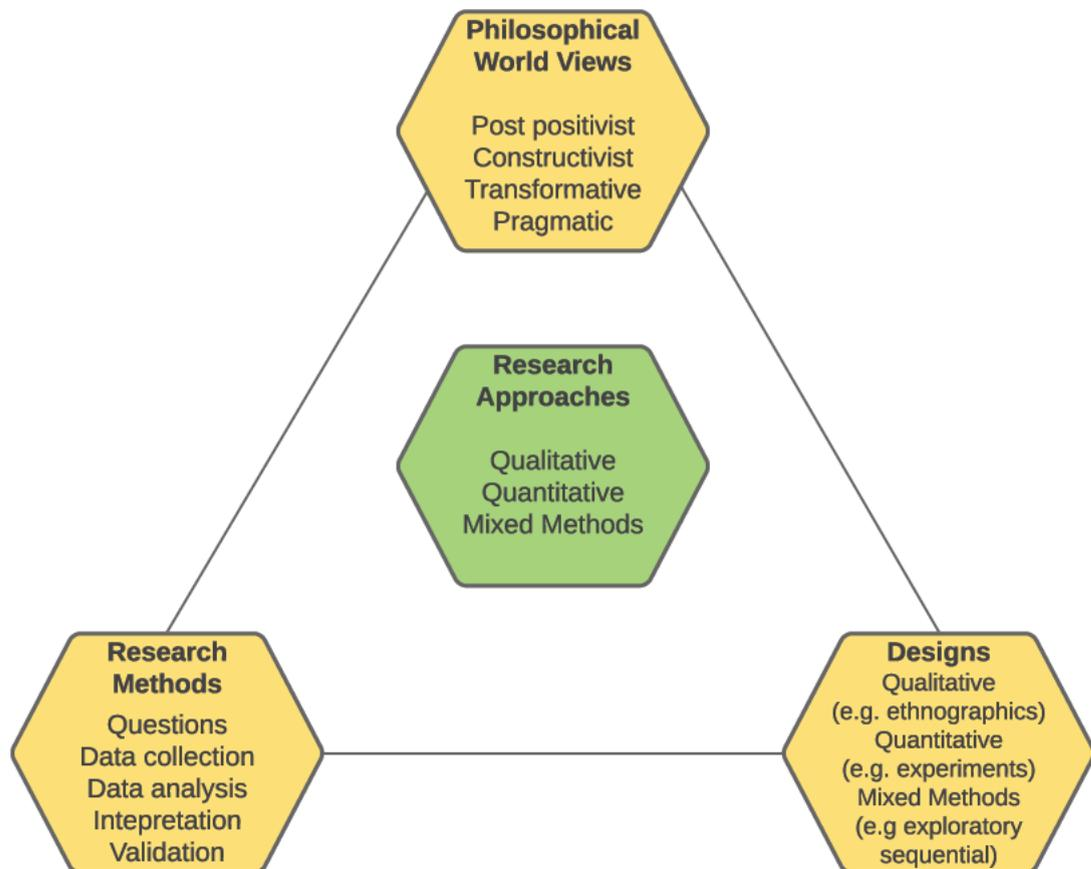 Philosophical
World Views
Post positivist
Constructivist
Transformative
Pragmatic
Research
Approaches
Qualitative
Quantitative
Mixed Methods
Research
Methods
Questions
Data collection
Data analysis
Intepretation
Validation
Designs
Qualitative
(e.g. ethnographics)
Quantitative
(e.g. experiments)
Mixed Methods
(e.g exploratory
sequential)